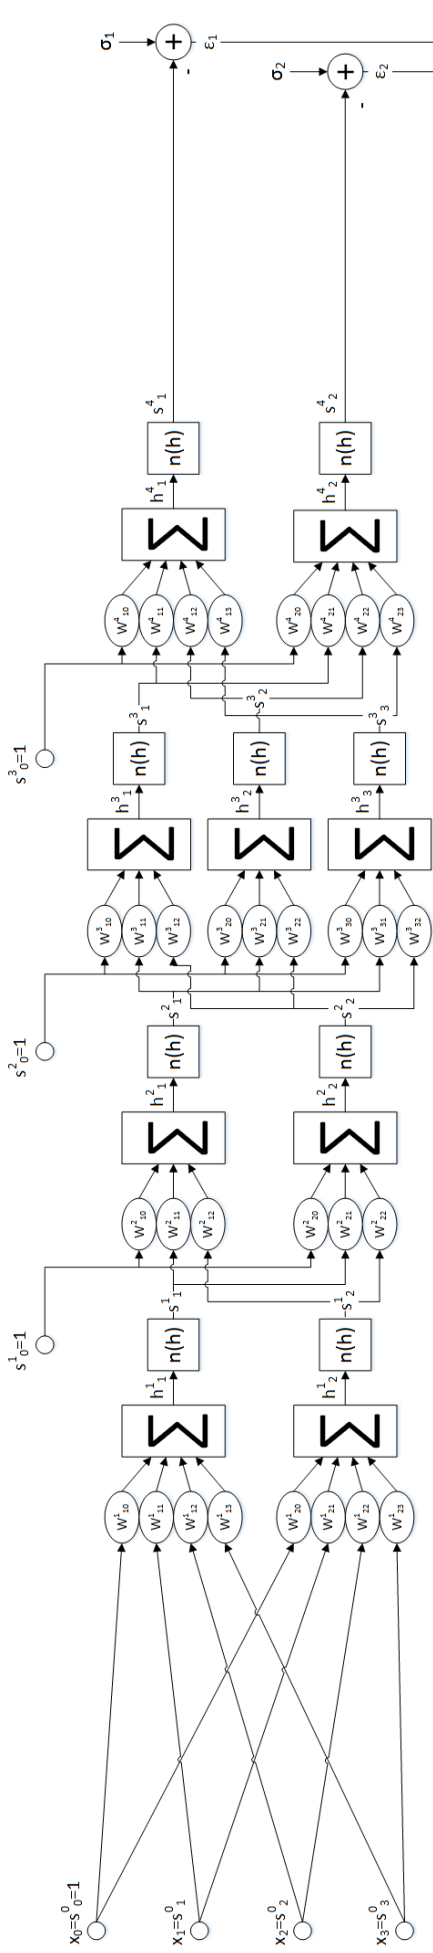 x₀=s⁰₀=1
x₁=s⁰₁
x₂=s⁰₂
x₃=s⁰₃
w¹₁₀
w¹₁₁
w¹₁₂
w¹₁₃
w¹₂₀
w¹₂₁
w¹₂₂
w¹₂₃
Σ
Σ
h¹₁
h¹₂
n(h)
n(h)
s¹₀=1
s¹₁
s¹₂
w²₁₀
w²₁₁
w²₁₂
w²₂₀
w²₂₁
w²₂₂
Σ
Σ
h²₁
h²₂
n(h)
n(h)
s²₀=1
s²₁
s²₂
w³₁₀
w³₁₁
w³₁₂
w³₂₀
w³₂₁
w³₂₂
w³₃₀
w³₃₁
w³₃₂
Σ
Σ
Σ
h³₁
h³₂
h³₃
n(h)
n(h)
n(h)
s³₀=1
s³₁
s³₂
s³₃
w⁴₁₀
w⁴₁₁
w⁴₁₂
w⁴₁₃
w⁴₂₀
w⁴₂₁
w⁴₂₂
w⁴₂₃
Σ
Σ
h⁴₁
h⁴₂
n(h)
n(h)
s⁴₁
s⁴₂
σ₁
+
-
ε₁
σ₂
+
-
ε₂